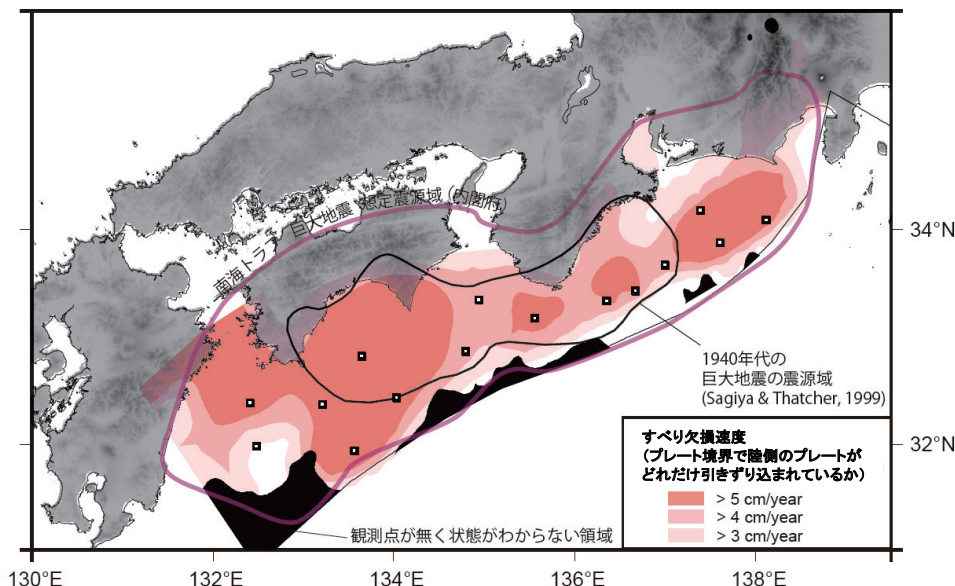 南海トラフ 巨大地震 想定震源域 (内閣府)
34°N
1940年代の
巨大地震の震源域
(Sagiya & Thatcher, 1999)
すべり欠損速度
(プレート境界で陸側のプレートが
どれだけ引きずり込まれているか)
32°N
> 5 cm/year
> 4 cm/year
> 3 cm/year
観測点が無く状態がわからない領域
130°E
132°E
134°E
136°E
138°E